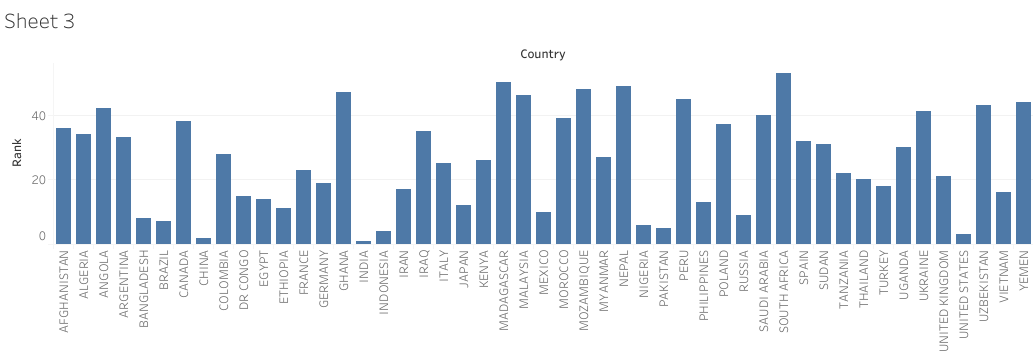 Sheet 3
Country
Rank
40
20
0
AFGHANISTAN
ALGERIA
ANGOLA
ARGENTINA
BANGLADESH
BRAZIL
CANADA
CHINA
COLOMBIA
DR CONGO
EGYPT
ETHIOPIA
FRANCE
GERMANY
GHANA
INDIA
INDONESIA
IRAN
IRAQ
ITALY
JAPAN
KENYA
MADAGASCAR
MALAYSIA
MEXICO
MOROCCO
MOZAMBIQUE
MYANMAR
NEPAL
NIGERIA
PAKISTAN
PERU
PHILIPPINES
POLAND
RUSSIA
SAUDI ARABIA
SOUTH AFRICA
SPAIN
SUDAN
TANZANIA
THAILAND
TURKEY
UGANDA
UKRAINE
UNITED KINGDOM
UNITED STATES
UZBEKISTAN
VIETNAM
YEMEN